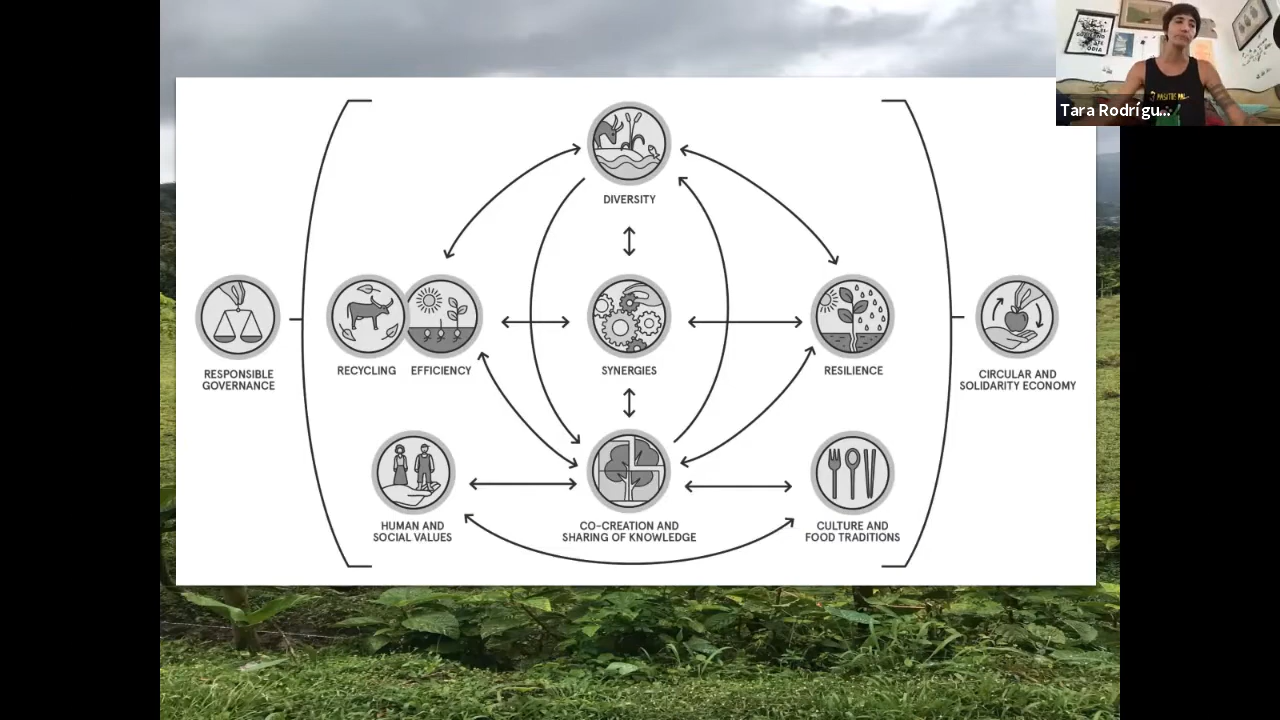 Tara Rodrígu...
DIVERSITY
RESPONSIBLE
GOVERNANCE
RECYCLING
EFFICIENCY
SYNERGIES
RESILIENCE
CIRCULAR AND
SOLIDARITY ECONOMY
HUMAN AND
SOCIAL VALUES
CO-CREATION AND
SHARING OF KNOWLEDGE
CULTURE AND
FOOD TRADITIONS